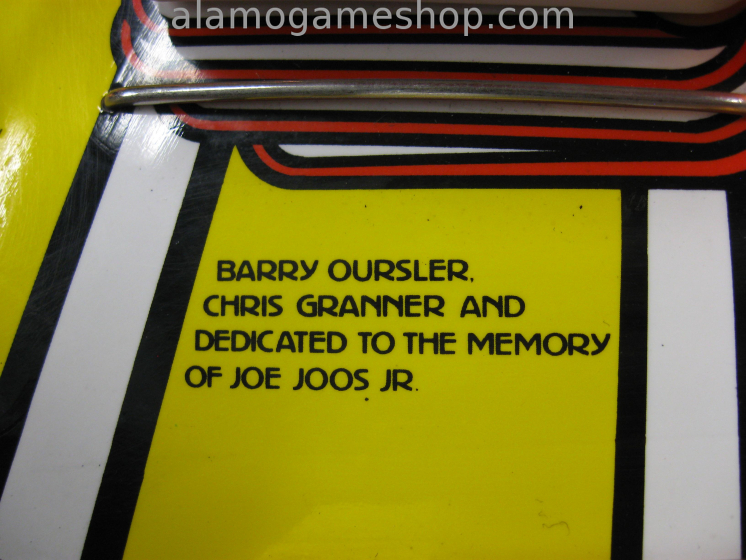 alamogameshop.com
BARRY OURSLER,
CHRIS GRANNER AND
DEDICATED TO THE MEMORY
OF JOE JOOS JR.